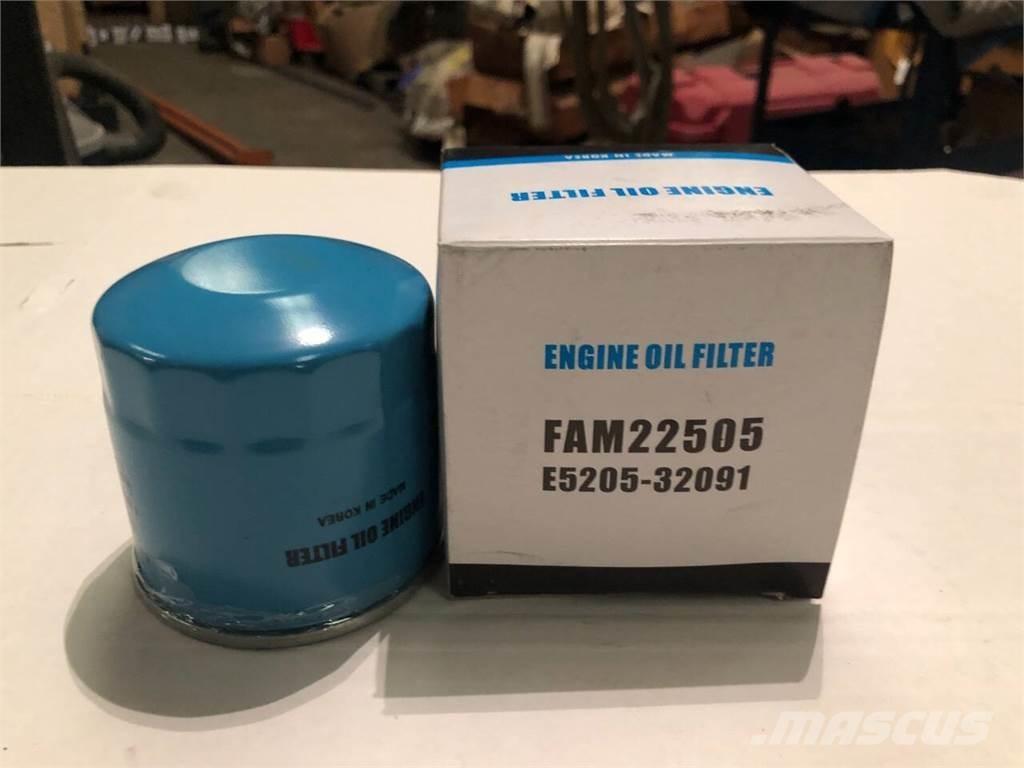 MADE IN KOREA
ENGINE OIL FILTER
ENGINE OIL FILTER
FAM22505
E5205-32091
MADE IN KOREA
ENGINE OIL FILTER
MASCUS